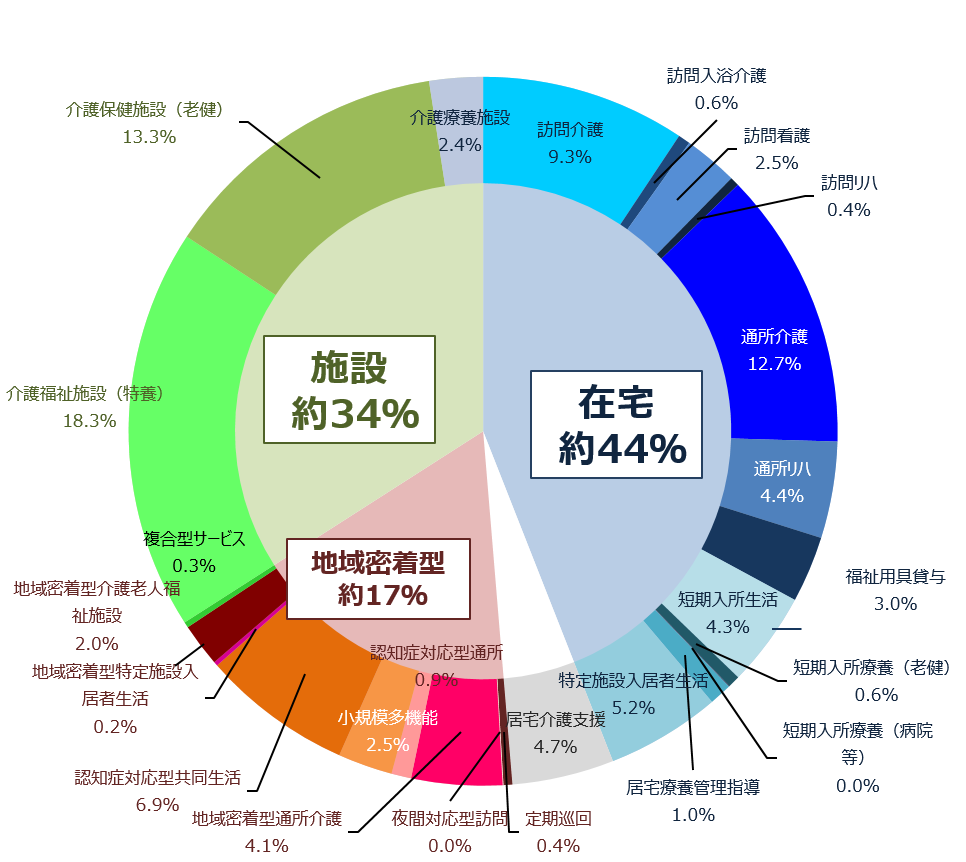 訪問入浴介護
0.6%
介護保健施設（老健）
13.3%
介護療養施設
2.4%
訪問介護
9.3%
訪問看護
2.5%
訪問リハ
0.4%
通所介護
12.7%
施設
約34%
在宅
約44%
介護福祉施設（特養）
18.3%
通所リハ
4.4%
複合型サービス
0.3%
地域密着型
約17%
福祉用具貸与
3.0%
地域密着型介護老人福
祉施設
2.0%
短期入所生活
4.3%
認知症対応型通所
0.9%
地域密着型特定施設入
居者生活
0.2%
短期入所療養（老健）
0.6%
特定施設入居者生活
5.2%
小規模多機能
2.5%
居宅介護支援
4.7%
短期入所療養（病院
等）
0.0%
認知症対応型共同生活
6.9%
居宅療養管理指導
1.0%
地域密着型通所介護
4.1%
夜間対応型訪問
0.0%
定期巡回
0.4%